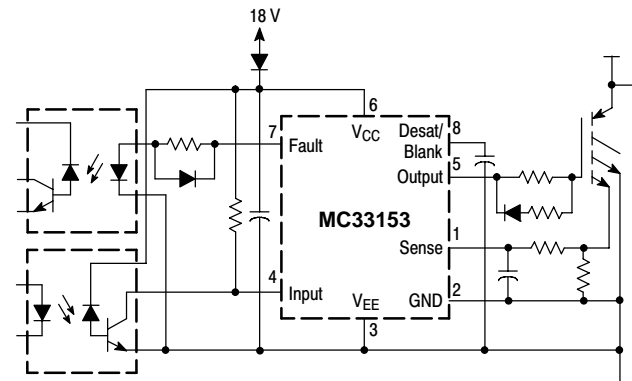 18 V
6
7
Fault
VCC
Desat/
Blank
8
5
Output
MC33153
Sense
1
4
Input
VEE
GND
2
3